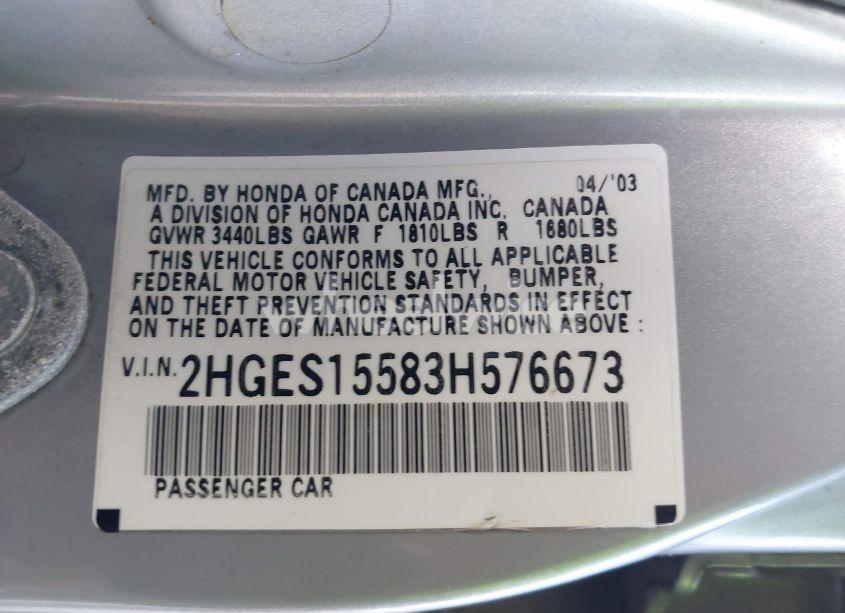 MFD. BY HONDA OF CANADA MFG., 04/'03
A DIVISION OF HONDA CANADA INC. CANADA
GVWR 3440LBS GAWR F 1810LBS R 1680LBS
THIS VEHICLE CONFORMS TO ALL APPLICABLE
FEDERAL MOTOR VEHICLE SAFETY, BUMPER,
AND THEFT PREVENTION STANDARDS IN EFFECT
ON THE DATE OF MANUFACTURE SHOWN ABOVE :
V.I.N. 2HGES15583H576673
PASSENGER CAR